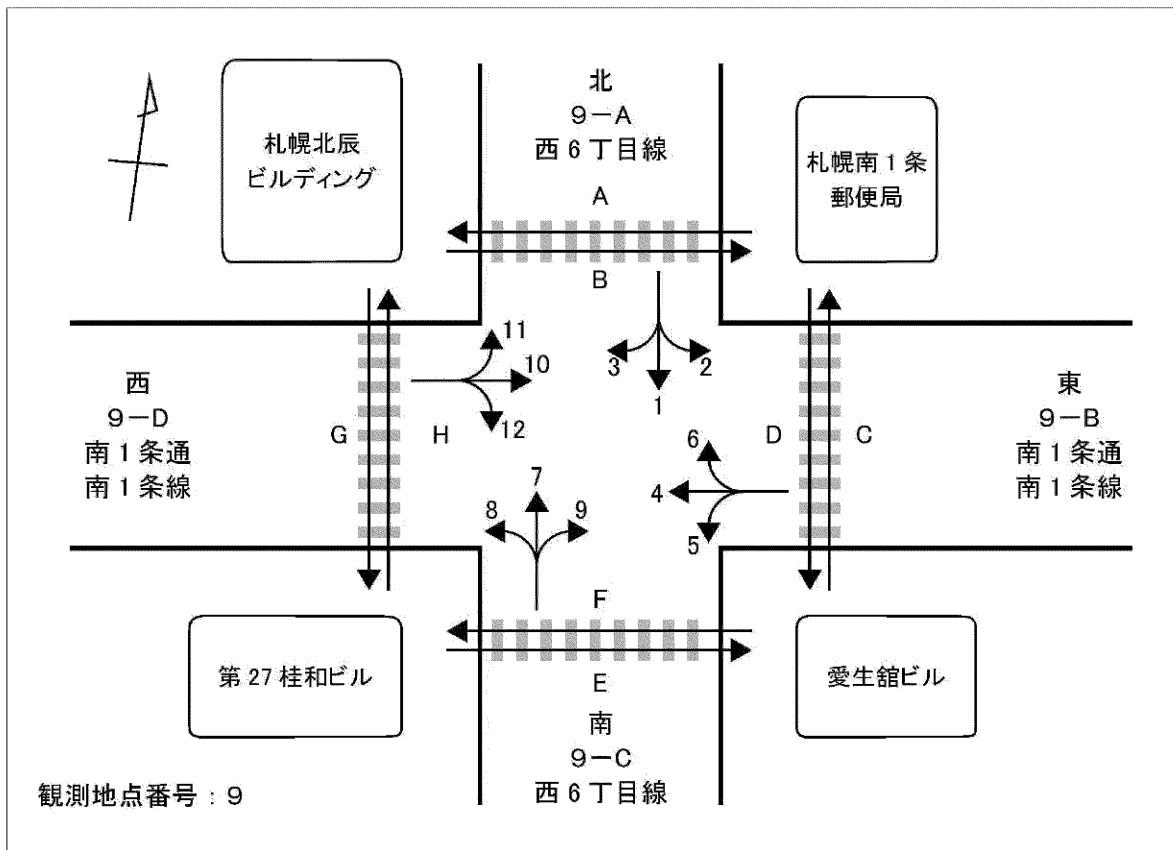 北
9－A
西6丁目線
札幌北辰
ビルディング
札幌南1条
郵便局
A
B
11
10
12
3
2
1
西
9－D
南1条通
南1条線
G
H
D
C
6
4
5
東
9－B
南1条通
南1条線
7
8
9
F
E
第27桂和ビル
愛生舘ビル
南
9－C
西6丁目線
観測地点番号：9